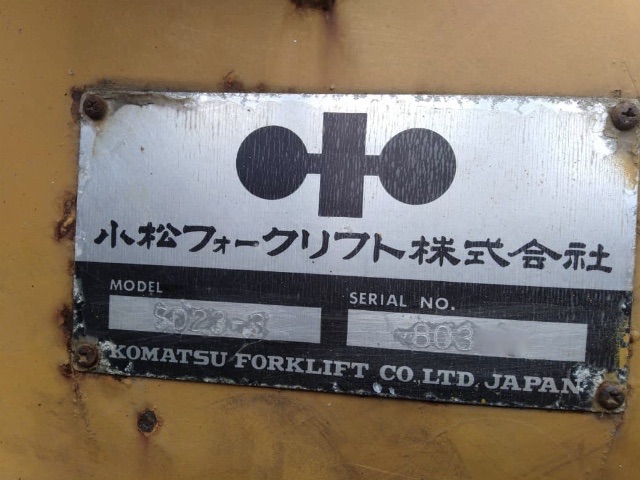 小松フォークリフト株式会社
MODEL SERIAL NO.
KOMATSU FORKLIFT CO.,LTD. JAPAN